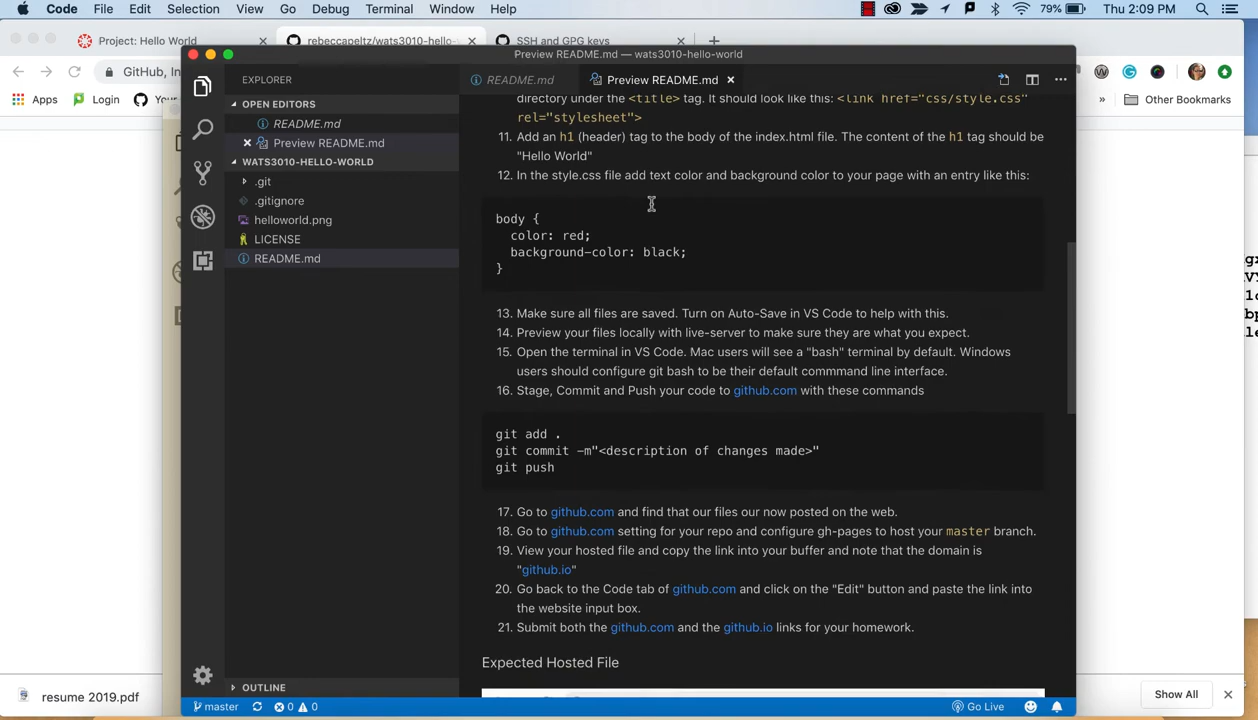 Code File Edit Selection View Go Debug Terminal Window Help 79% Thu 2:09 PM
Project: Hello World
rebeccapeltz/wats3010-hello-
SSH and GPG keys
GitHub, In
Apps Login You
Other Bookmarks
Preview README.md — wats3010-hello-world
EXPLORER
OPEN EDITORS
README.md
Preview README.md
WATS3010-HELLO-WORLD
.git
.gitignore
helloworld.png
LICENSE
README.md
OUTLINE
README.md Preview README.md
directory under the <title> tag. It should look like this: <link href="css/style.css"
rel="stylesheet">
11. Add an h1 (header) tag to the body of the index.html file. The content of the h1 tag should be
"Hello World"
12. In the style.css file add text color and background color to your page with an entry like this:
body {
color: red;
background-color: black;
}
13. Make sure all files are saved. Turn on Auto-Save in VS Code to help with this.
14. Preview your files locally with live-server to make sure they are what you expect.
15. Open the terminal in VS Code. Mac users will see a "bash" terminal by default. Windows
users should configure git bash to be their default commmand line interface.
16. Stage, Commit and Push your code to github.com with these commands
git add .
git commit -m"<description of changes made>"
git push
17. Go to github.com and find that our files our now posted on the web.
18. Go to github.com setting for your repo and configure gh-pages to host your master branch.
19. View your hosted file and copy the link into your buffer and note that the domain is
"github.io"
20. Go back to the Code tab of github.com and click on the "Edit" button and paste the link into
the website input box.
21. Submit both the github.com and the github.io links for your homework.
Expected Hosted File
master 0 0 Go Live
resume 2019.pdf
Show All